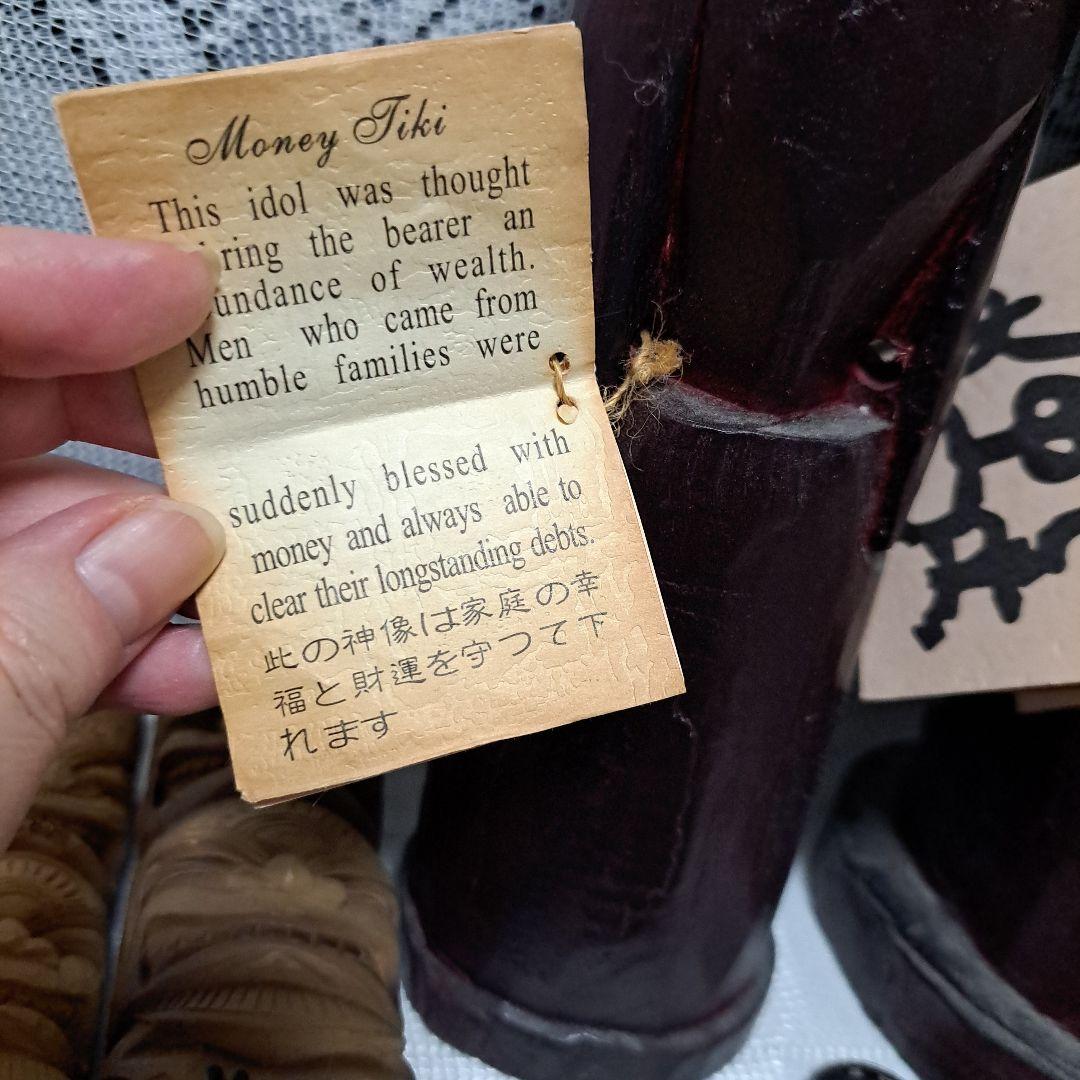 Money Tiki
This idol was thought
ring the bearer an
undance of wealth.
Men who came from
humble families were
suddenly blessed with
money and always able to
clear their longstanding debts.
此の神像は家庭の幸
福と財運を守つて下
れます